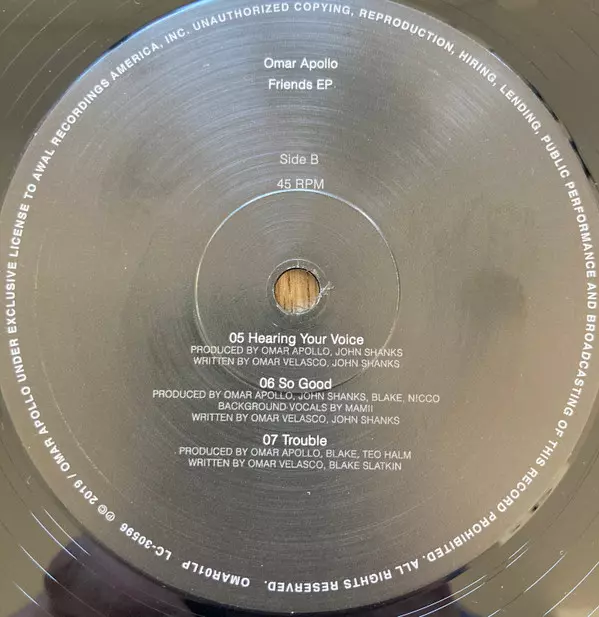 Omar Apollo
Friends EP
Side B
45 RPM
05 Hearing Your Voice
PRODUCED BY OMAR APOLLO, JOHN SHANKS
WRITTEN BY OMAR VELASCO, JOHN SHANKS
06 So Good
PRODUCED BY OMAR APOLLO, JOHN SHANKS, BLAKE, NICCO
BACKGROUND VOCALS BY MAMII
WRITTEN BY OMAR VELASCO, JOHN SHANKS
07 Trouble
PRODUCED BY OMAR APOLLO, BLAKE, TEO HALM
WRITTEN BY OMAR VELASCO, BLAKE SLATKIN
℗© 2019 / OMAR APOLLO UNDER EXCLUSIVE LICENSE TO AWAL RECORDINGS AMERICA, INC. UNAUTHORIZED COPYING, REPRODUCTION, HIRING, LENDING, PUBLIC PERFORMANCE AND BROADCASTING OF THIS RECORD PROHIBITED. ALL RIGHTS RESERVED. OMAR01LP LC-30596